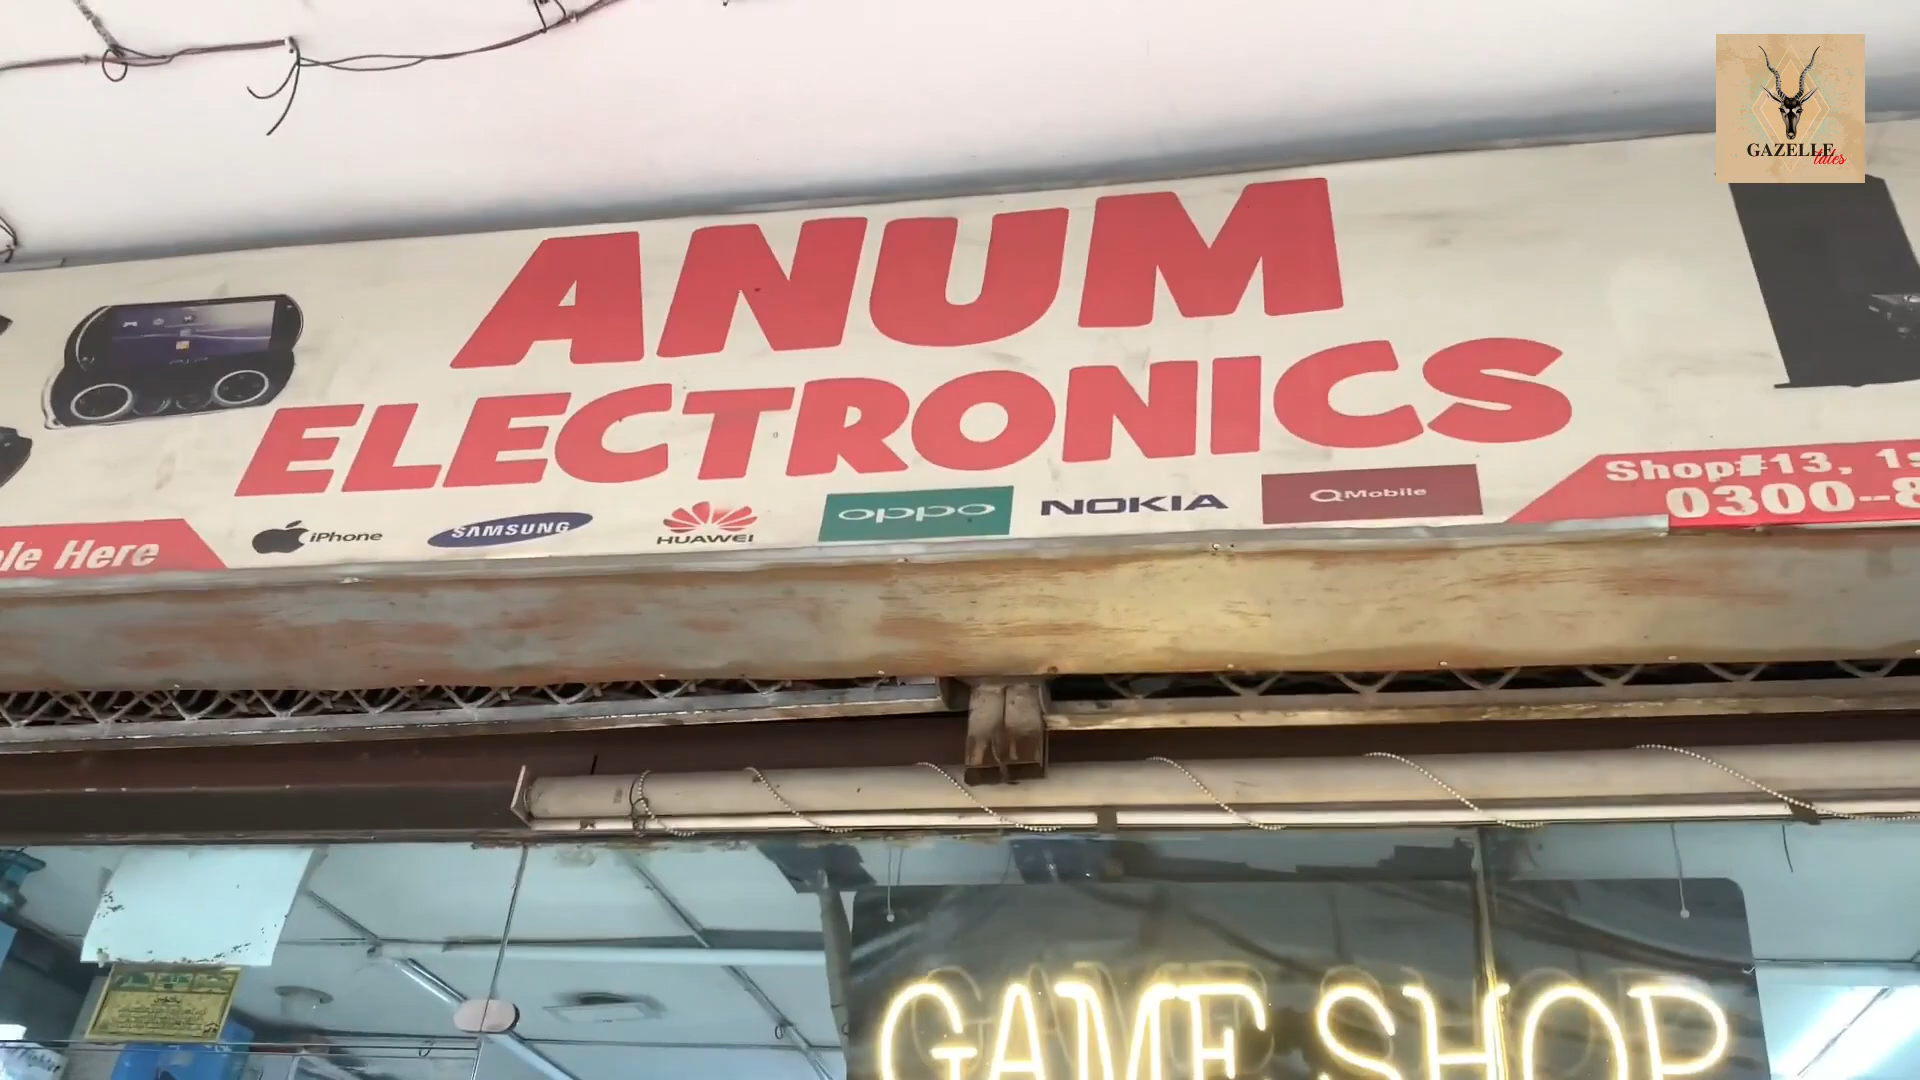 GAZELLE
tales
ANUM
ELECTRONICS
iPhone
SAMSUNG
HUAWEI
oppo
NOKIA
QMobile
Shop#13, 1s
0300--8
le Here
GAME SHOP